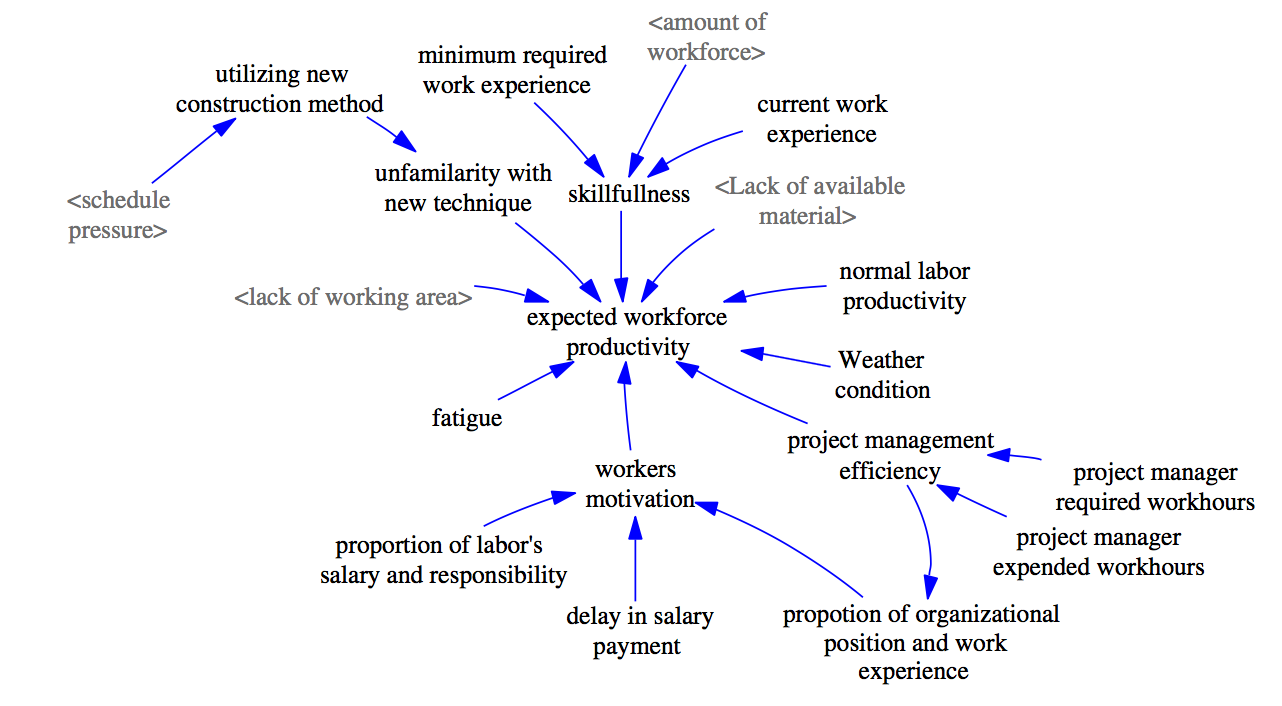 <amount of
workforce>
minimum required
work experience
utilizing new
construction method
current work
experience
unfamilarity with
new technique
skillfullness
<Lack of available
material>
<schedule
pressure>
<lack of working area>
normal labor
productivity
expected workforce
productivity
Weather
condition
fatigue
project management
efficiency
workers
motivation
project manager
required workhours
project manager
expended workhours
proportion of labor's
salary and responsibility
delay in salary
payment
propotion of organizational
position and work
experience